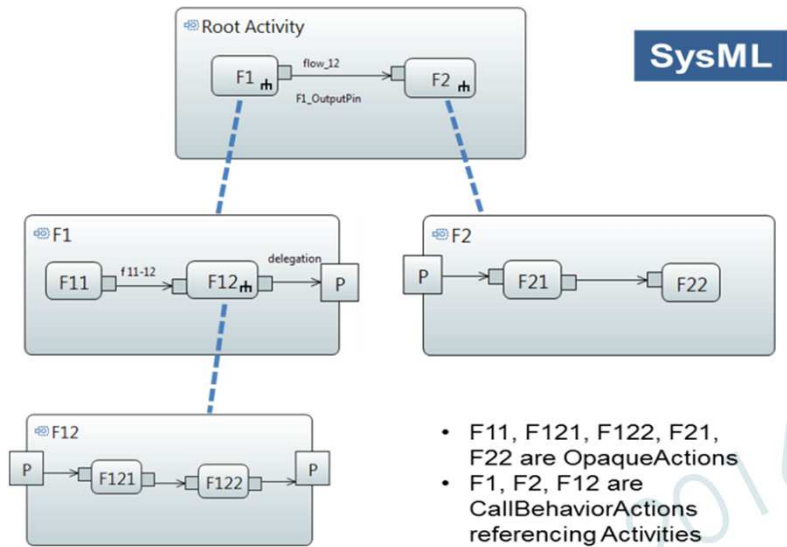 Root Activity
SysML
F1
flow_12
F2
F1_OutputPin
F1
F11
f11-12
F12
delegation
P
F2
P
F21
F22
F12
P
F121
F122
P
• F11, F121, F122, F21,
F22 are OpaqueActions
• F1, F2, F12 are
CallBehaviorActions
referencing Activities